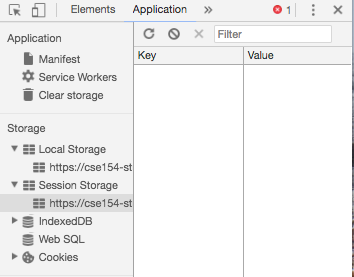 Elements Application » 1
Application
Manifest
Service Workers
Clear storage
Filter
Key Value
Storage
Local Storage
https://cse154-st
Session Storage
https://cse154-st
IndexedDB
Web SQL
Cookies